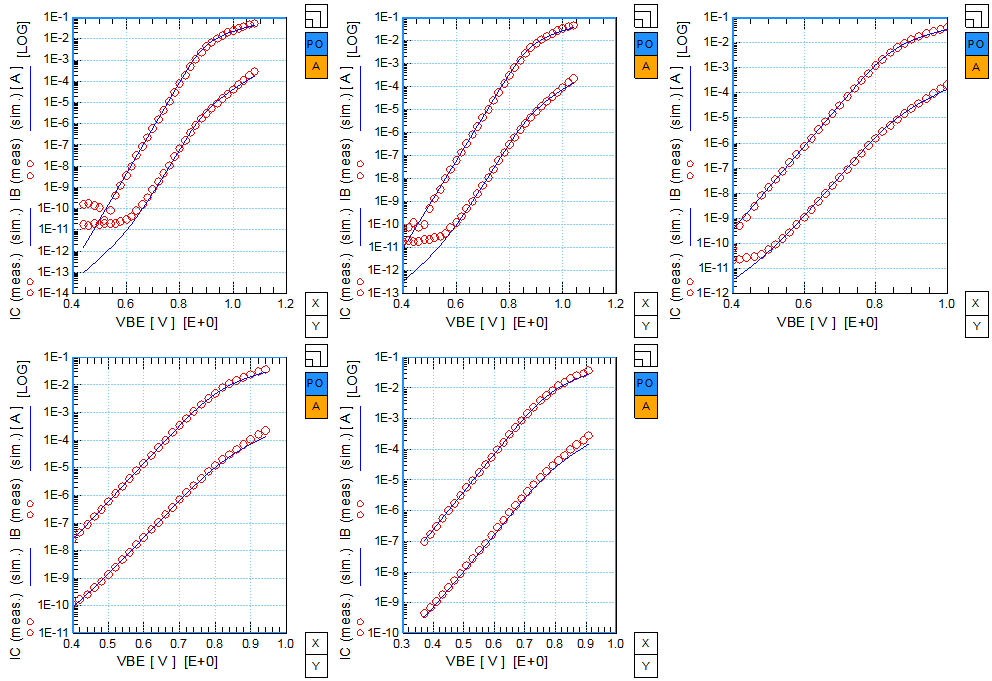 IC (meas.) (sim.) IB (meas) (sim.) [ A ] [LOG]
1E-1
1E-2
1E-3
1E-4
1E-5
1E-6
1E-7
1E-8
1E-9
1E-10
1E-11
1E-12
1E-13
1E-14
0.4 0.6 0.8 1.0 1.2
VBE [ V ] [E+0]
PO
A
X
Y
IC (meas.) (sim.) IB (meas) (sim.) [ A ] [LOG]
1E-1
1E-2
1E-3
1E-4
1E-5
1E-6
1E-7
1E-8
1E-9
1E-10
1E-11
1E-12
1E-13
0.4 0.6 0.8 1.0 1.2
VBE [ V ] [E+0]
PO
A
X
Y
IC (meas.) (sim.) IB (meas) (sim.) [ A ] [LOG]
1E-1
1E-2
1E-3
1E-4
1E-5
1E-6
1E-7
1E-8
1E-9
1E-10
1E-11
1E-12
0.4 0.6 0.8 1.0
VBE [ V ] [E+0]
PO
A
X
Y
IC (meas.) (sim.) IB (meas) (sim.) [ A ] [LOG]
1E-1
1E-2
1E-3
1E-4
1E-5
1E-6
1E-7
1E-8
1E-9
1E-10
1E-11
0.4 0.5 0.6 0.7 0.8 0.9 1.0
VBE [ V ] [E+0]
PO
A
X
Y
IC (meas.) (sim.) IB (meas) (sim.) [ A ] [LOG]
1E-1
1E-2
1E-3
1E-4
1E-5
1E-6
1E-7
1E-8
1E-9
1E-10
0.3 0.4 0.5 0.6 0.7 0.8 0.9 1.0
VBE [ V ] [E+0]
PO
A
X
Y